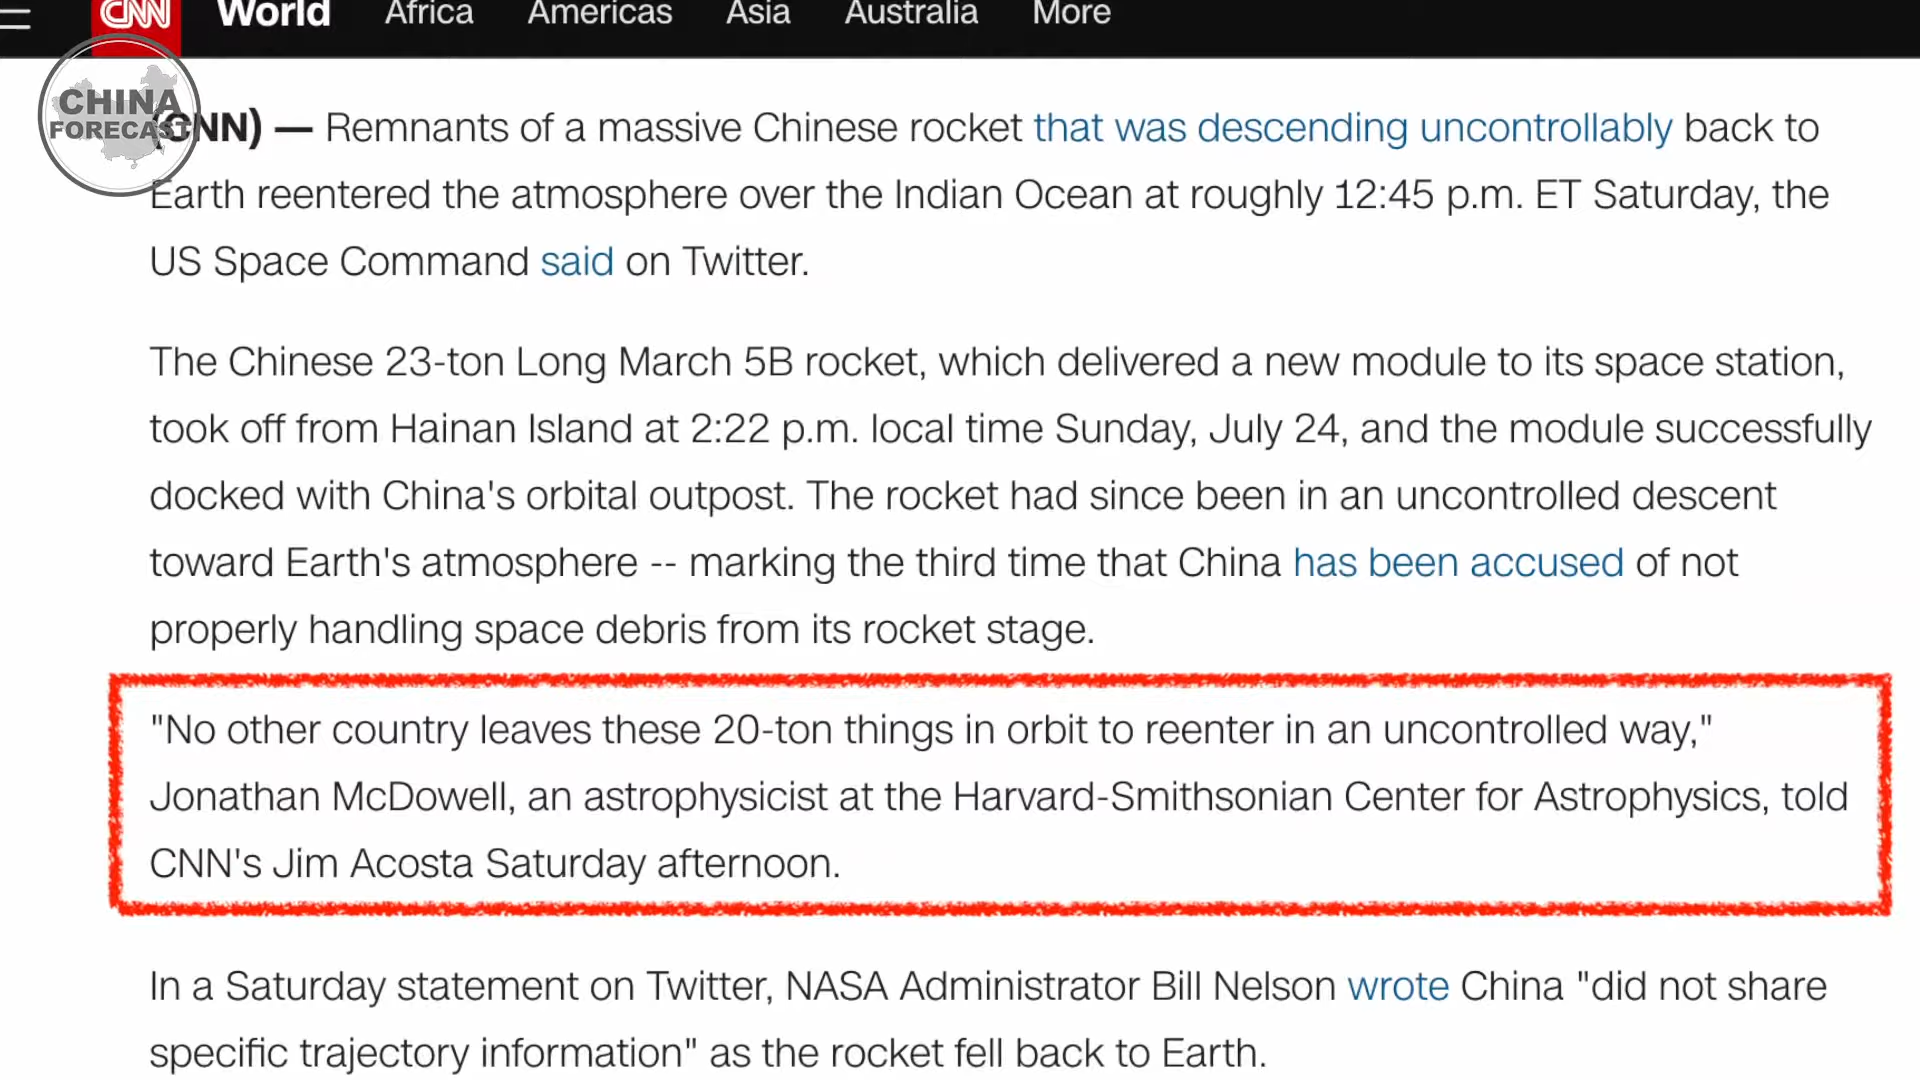 CNN World Africa Americas Asia Australia More
CHINA
FORECAST
(CNN) — Remnants of a massive Chinese rocket that was descending uncontrollably back to
Earth reentered the atmosphere over the Indian Ocean at roughly 12:45 p.m. ET Saturday, the
US Space Command said on Twitter.
The Chinese 23-ton Long March 5B rocket, which delivered a new module to its space station,
took off from Hainan Island at 2:22 p.m. local time Sunday, July 24, and the module successfully
docked with China's orbital outpost. The rocket had since been in an uncontrolled descent
toward Earth's atmosphere -- marking the third time that China has been accused of not
properly handling space debris from its rocket stage.
"No other country leaves these 20-ton things in orbit to reenter in an uncontrolled way,"
Jonathan McDowell, an astrophysicist at the Harvard-Smithsonian Center for Astrophysics, told
CNN's Jim Acosta Saturday afternoon.
In a Saturday statement on Twitter, NASA Administrator Bill Nelson wrote China "did not share
specific trajectory information" as the rocket fell back to Earth.